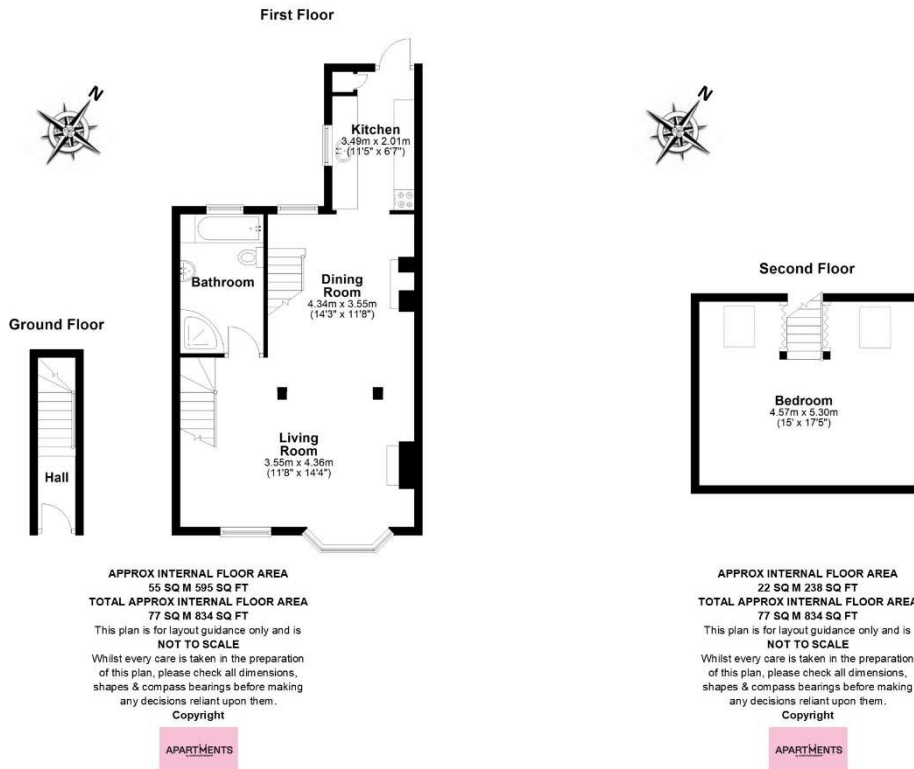 First Floor
N
Kitchen
3.49m x 2.01m
(11'5" x 6'7")
Bathroom
Dining
Room
4.34m x 3.55m
(14'3" x 11'8")
Living
Room
3.55m x 4.36m
(11'8" x 14'4")
Ground Floor
Hall
APPROX INTERNAL FLOOR AREA
55 SQ M 595 SQ FT
TOTAL APPROX INTERNAL FLOOR AREA
77 SQ M 834 SQ FT
This plan is for layout guidance only and is
NOT TO SCALE
Whilst every care is taken in the preparation
of this plan, please check all dimensions,
shapes & compass bearings before making
any decisions reliant upon them.
Copyright
APARTMENTS
N
Second Floor
Bedroom
4.57m x 5.30m
(15' x 17'5")
APPROX INTERNAL FLOOR AREA
22 SQ M 238 SQ FT
TOTAL APPROX INTERNAL FLOOR AREA
77 SQ M 834 SQ FT
This plan is for layout guidance only and is
NOT TO SCALE
Whilst every care is taken in the preparation
of this plan, please check all dimensions,
shapes & compass bearings before making
any decisions reliant upon them.
Copyright
APARTMENTS